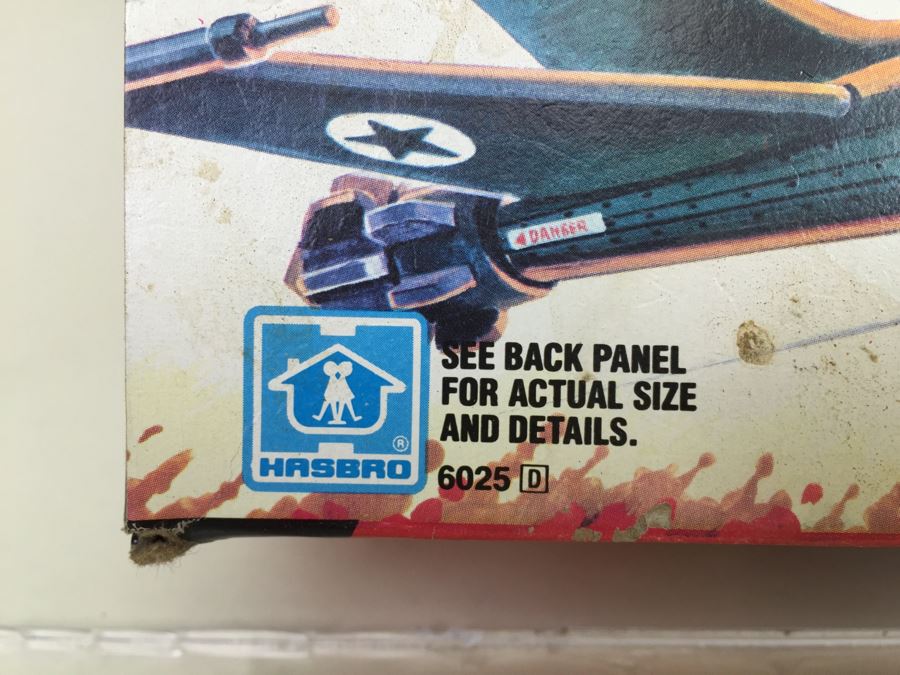 DANGER
SEE BACK PANEL
FOR ACTUAL SIZE
AND DETAILS.
®
HASBRO
6025 D